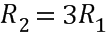 R₂ = 3R₁